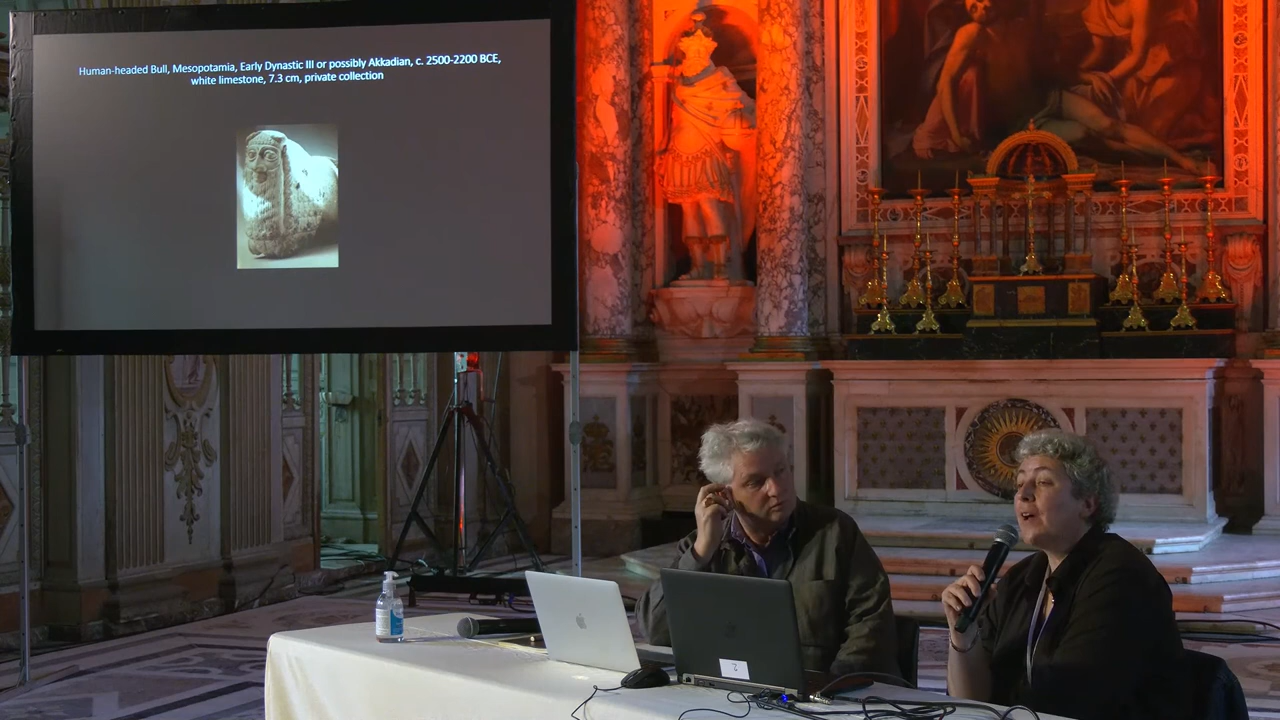 Human-headed Bull, Mesopotamia, Early Dynastic III or possibly Akkadian, c. 2500-2200 BCE,
white limestone, 7.3 cm, private collection
2